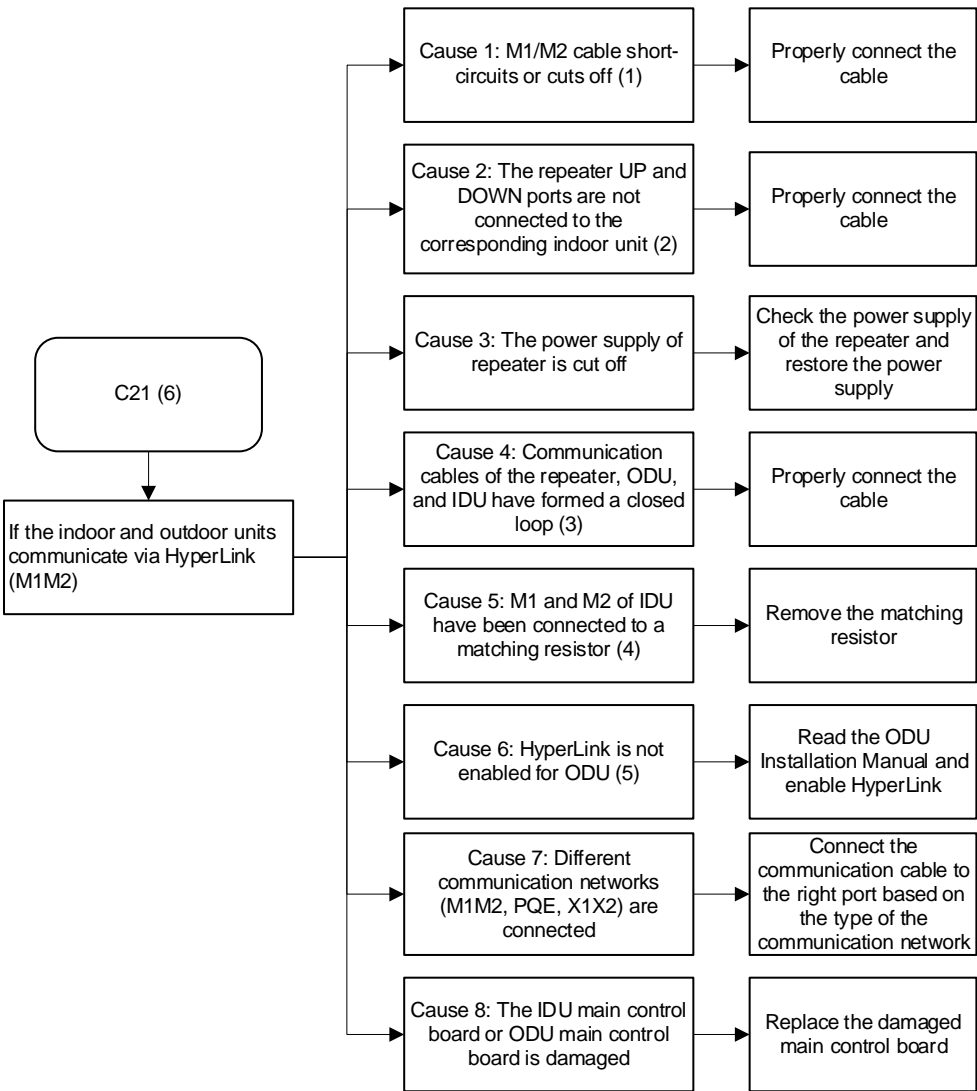 Cause 1: M1/M2 cable short-
circuits or cuts off (1)
Properly connect the
cable
Cause 2: The repeater UP and
DOWN ports are not
connected to the
corresponding indoor unit (2)
Properly connect the
cable
Cause 3: The power supply of
repeater is cut off
Check the power supply
of the repeater and
restore the power
supply
C21 (6)
If the indoor and outdoor units
communicate via HyperLink
(M1M2)
Cause 4: Communication
cables of the repeater, ODU,
and IDU have formed a closed
loop (3)
Properly connect the
cable
Cause 5: M1 and M2 of IDU
have been connected to a
matching resistor (4)
Remove the matching
resistor
Cause 6: HyperLink is not
enabled for ODU (5)
Read the ODU
Installation Manual and
enable HyperLink
Cause 7: Different
communication networks
(M1M2, PQE, X1X2) are
connected
Connect the
communication cable to
the right port based on
the type of the
communication network
Cause 8: The IDU main control
board or ODU main control
board is damaged
Replace the damaged
main control board